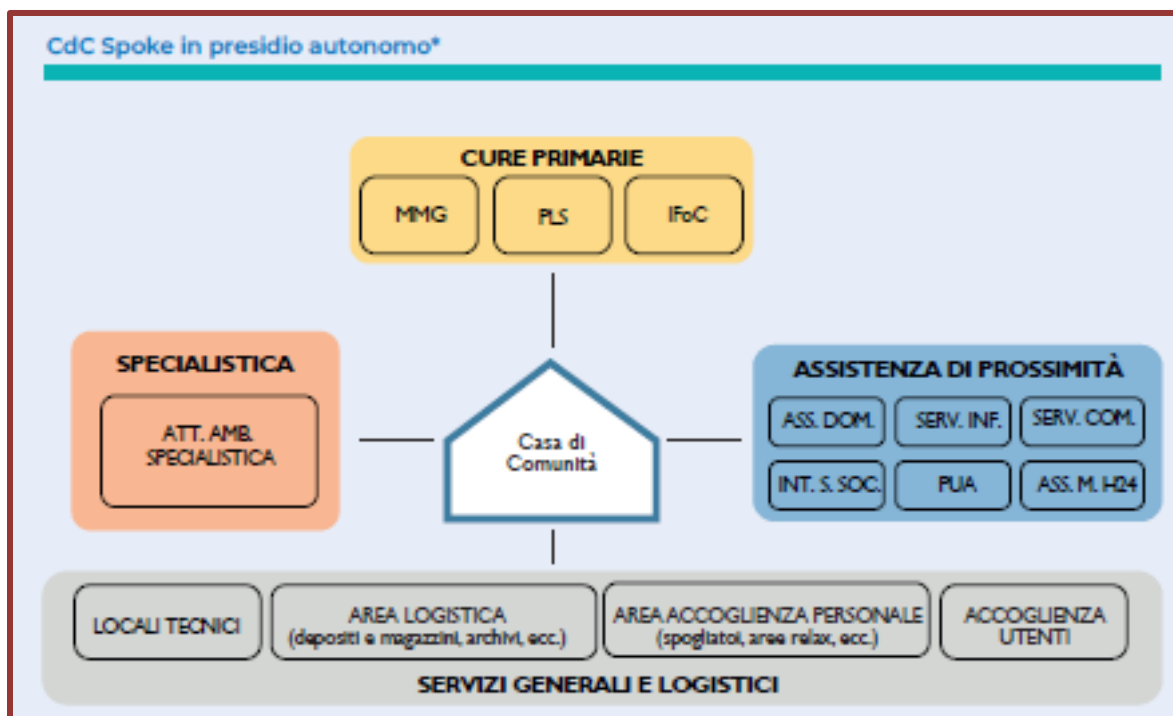 CdC Spoke in presidio autonomo*
CURE PRIMARIE
MMG
PLS
IFoC
SPECIALISTICA
ATT. AMB.
SPECIALISTICA
Casa di
Comunità
ASSISTENZA DI PROSSIMITÀ
ASS. DOM.
SERV. INF.
SERV. COM.
INT. S. SOC.
PUA
ASS. M. H24
LOCALI TECNICI
AREA LOGISTICA
(depositi e magazzini, archivi, ecc.)
AREA ACCOGLIENZA PERSONALE
(spogliatoi, aree relax, ecc.)
ACCOGLIENZA
UTENTI
SERVIZI GENERALI E LOGISTICI